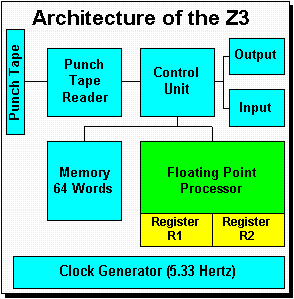 Architecture of the Z3
Punch Tape
Punch
Tape
Reader
Control
Unit
Output
Input
Memory
64 Words
Floating Point
Processor
Register
R1
Register
R2
Clock Generator (5.33 Hertz)